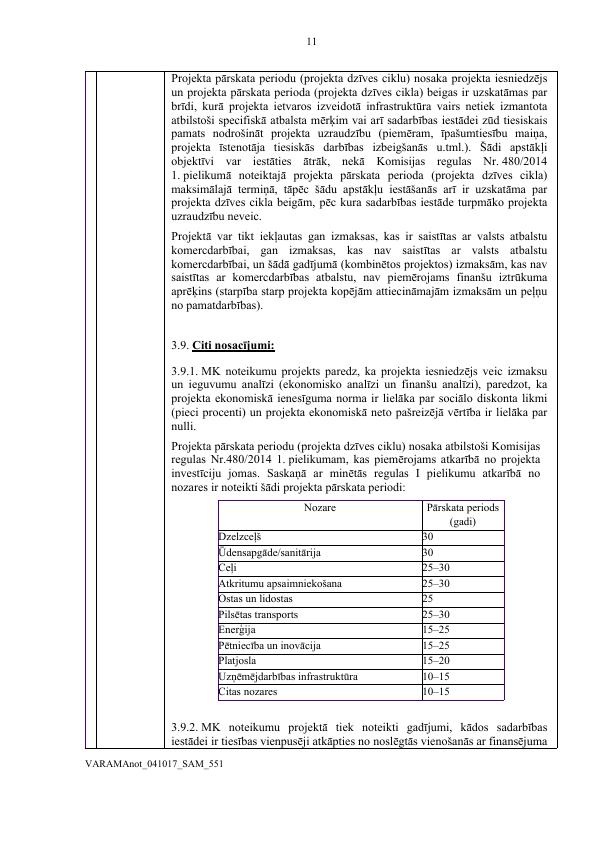 11
Projekta pārskata periodu (projekta dzīves ciklu) nosaka projekta iesniedzējs
un projekta pārskata perioda (projekta dzīves cikla) beigas ir uzskatāmas par
brīdi, kurā projekta ietvaros izveidotā infrastruktūra vairs netiek izmantota
atbilstoši specifiskā atbalsta mērķim vai arī sadarbības iestādei zūd tiesiskais
pamats nodrošināt projekta uzraudzību (piemēram, īpašumtiesību maiņa,
projekta īstenotāja tiesiskās darbības izbeigšanās u.tml.). Šādi apstākļi
objektīvi var iestāties ātrāk, nekā Komisijas regulas Nr. 480/2014
1. pielikumā noteiktajā projekta pārskata periodā (projekta dzīves cikla)
maksimālajā termiņā, tāpēc šādu apstākļu iestāšanās arī ir uzskatāma par
projekta dzīves cikla beigām, pēc kura sadarbības iestāde turpmāko projekta
uzraudzību neveic.
Projektā var tikt iekļautas gan izmaksas, kas ir saistītas ar valsts atbalstu
komercdarbībai, gan izmaksas, kas nav saistītas ar valsts atbalstu
komercdarbībai, un šādā gadījumā (kombinētos projektos) izmaksām, kas nav
saistītas ar komercdarbības atbalstu, nav piemērojams finanšu iztrūkuma
aprēķins (starpība starp projekta kopējām attiecināmajām izmaksām un peļņu
no pamatdarbības).
3.9. Citi nosacījumi:
3.9.1. MK noteikumu projekts paredz, ka projekta iesniedzējs veic izmaksu
un ieguvumu analīzi (ekonomisko analīzi un finanšu analīzi), paredzot, ka
projekta ekonomiskā ienesīguma norma ir lielāka par sociālo diskonta likmi
(pieci procenti) un projekta ekonomiskā neto pašreizējā vērtība ir lielāka par
nulli.
Projekta pārskata periodu (projekta dzīves ciklu) nosaka atbilstoši Komisijas
regulas Nr.480/2014 1. pielikumam, kas piemērojams atkarībā no projekta
investīciju jomas. Saskaņā ar minētās regulas I pielikumu atkarībā no
nozares ir noteikti šādi projekta pārskata periodi:
Nozare Pārskata periods
(gadi)
Dzelzceļš 30
Ūdensapgāde/sanitārija 30
Ceļi 25–30
Atkritumu apsaimniekošana 25–30
Ostas un lidostas 25
Pilsētas transports 25–30
Enerģija 15–25
Pētniecība un inovācija 15–25
Platjosla 15–20
Uzņēmējdarbības infrastruktūra 10–15
Citas nozares 10–15
3.9.2. MK noteikumu projektā tiek noteikti gadījumi, kādos sadarbības
iestādei ir tiesības vienpusēji atkāpties no noslēgtās vienošanās ar finansējuma
VARAMAnot_041017_SAM_551